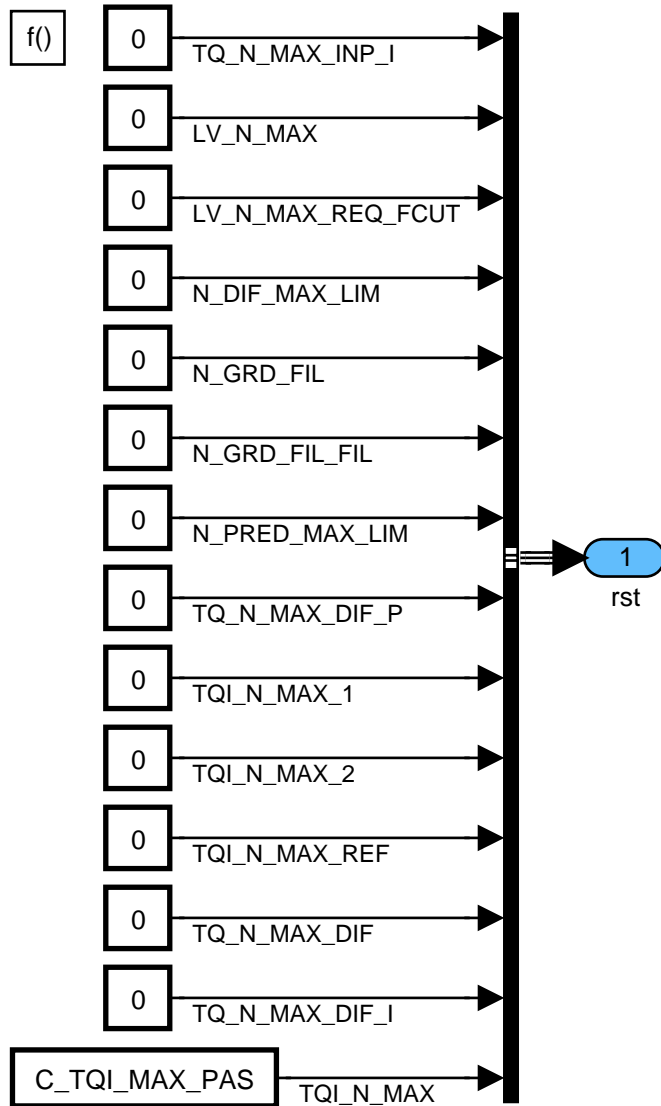 f()
0
TQ_N_MAX_INP_I
0
LV_N_MAX
0
LV_N_MAX_REQ_FCUT
0
N_DIF_MAX_LIM
0
N_GRD_FIL
0
N_GRD_FIL_FIL
0
N_PRED_MAX_LIM
1
rst
0
TQ_N_MAX_DIF_P
0
TQI_N_MAX_1
0
TQI_N_MAX_2
0
TQI_N_MAX_REF
0
TQ_N_MAX_DIF
0
TQ_N_MAX_DIF_I
C_TQI_MAX_PAS
TQI_N_MAX